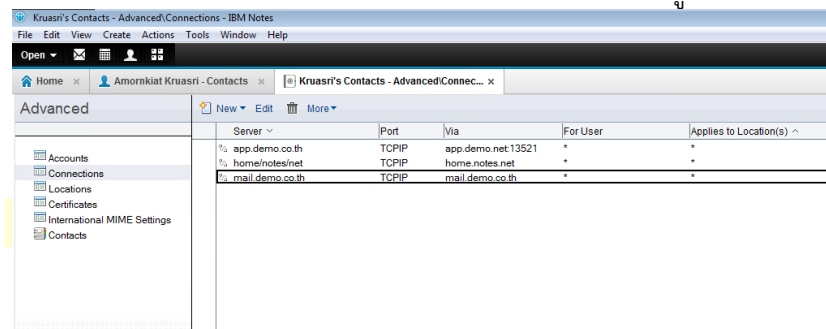 Kruasri's Contacts - Advanced\Connections - IBM Notes
File Edit View Create Actions Tools Window Help
Open
Home × Amornkiat Kruasri - Contacts × Kruasri's Contacts - Advanced\Connec... ×
Advanced
New Edit More
Server Port Via For User Applies to Location(s)
app.demo.co.th TCPIP app.demo.net:13521 * *
home/notes/net TCPIP home.notes.net * *
mail.demo.co.th TCPIP mail.demo.co.th * *
Accounts
Connections
Locations
Certificates
International MIME Settings
Contacts